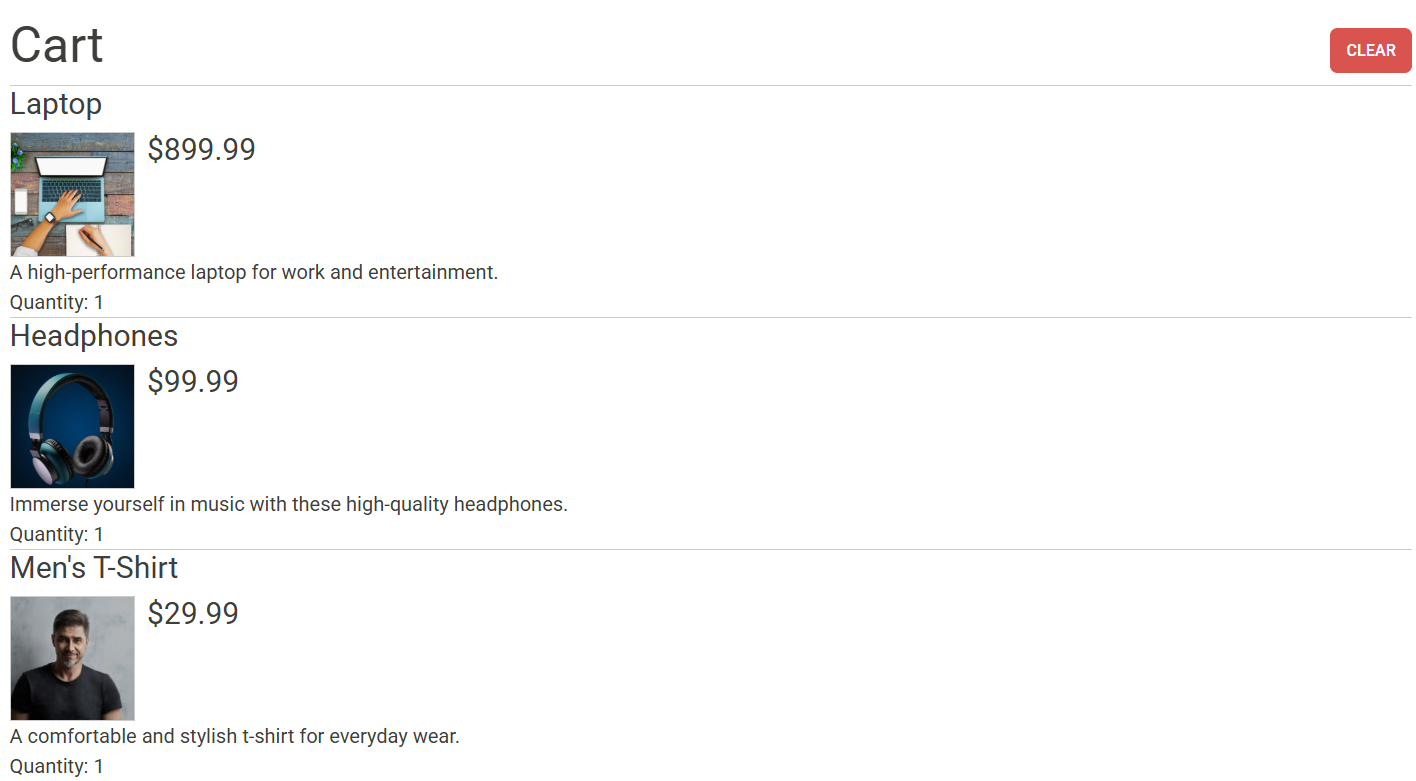 Cart
CLEAR
Laptop
$899.99
A high-performance laptop for work and entertainment.
Quantity: 1
Headphones
$99.99
Immerse yourself in music with these high-quality headphones.
Quantity: 1
Men's T-Shirt
$29.99
A comfortable and stylish t-shirt for everyday wear.
Quantity: 1